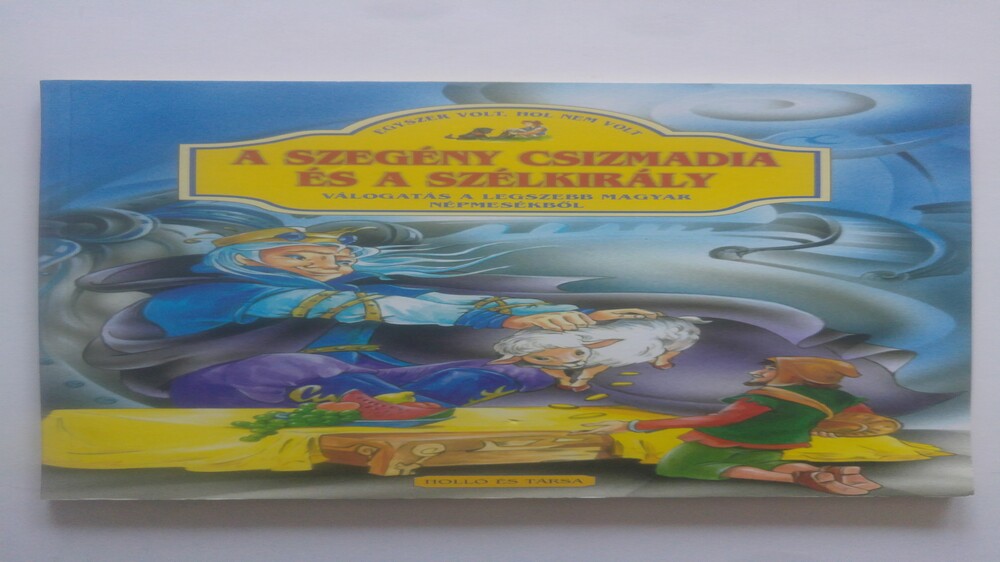 EGYSZER VOLT, HOL NEM VOLT
A SZEGÉNY CSIZMADIA
ÉS A SZÉLKIRÁLY
VÁLOGATÁS A LEGSZEBB MAGYAR
NÉPMESÉKBŐL
HOLLÓ ÉS TÁRSA